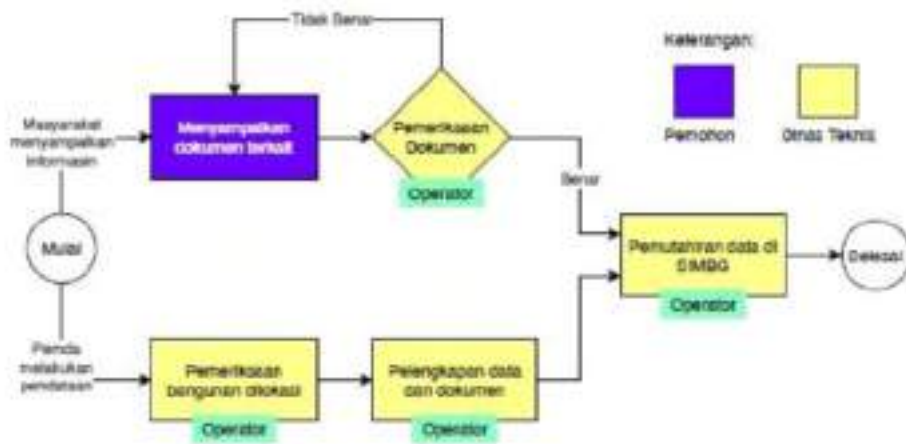 Tidak Benar
Keterangan:
Pemohon
Dinas Teknis
Masyarakat
menyampaikan
informasin
Menyampaikan
dokumen terkait
Pemeriksaan
Dokumen
Operator
Benar
Mulai
Pemutahiran data di
SIMBG
Operator
Selesai
Pemda
melakukan
pendataan
Pemeriksaan
bangunan dilokasi
Operator
Pelengkapan data
dan dokumen
Operator